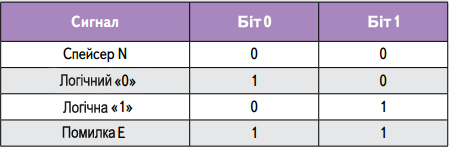 Сигнал Біт 0 Біт 1
Спейсер N 0 0
Логічний «0» 1 0
Логічна «1» 0 1
Помилка E 1 1